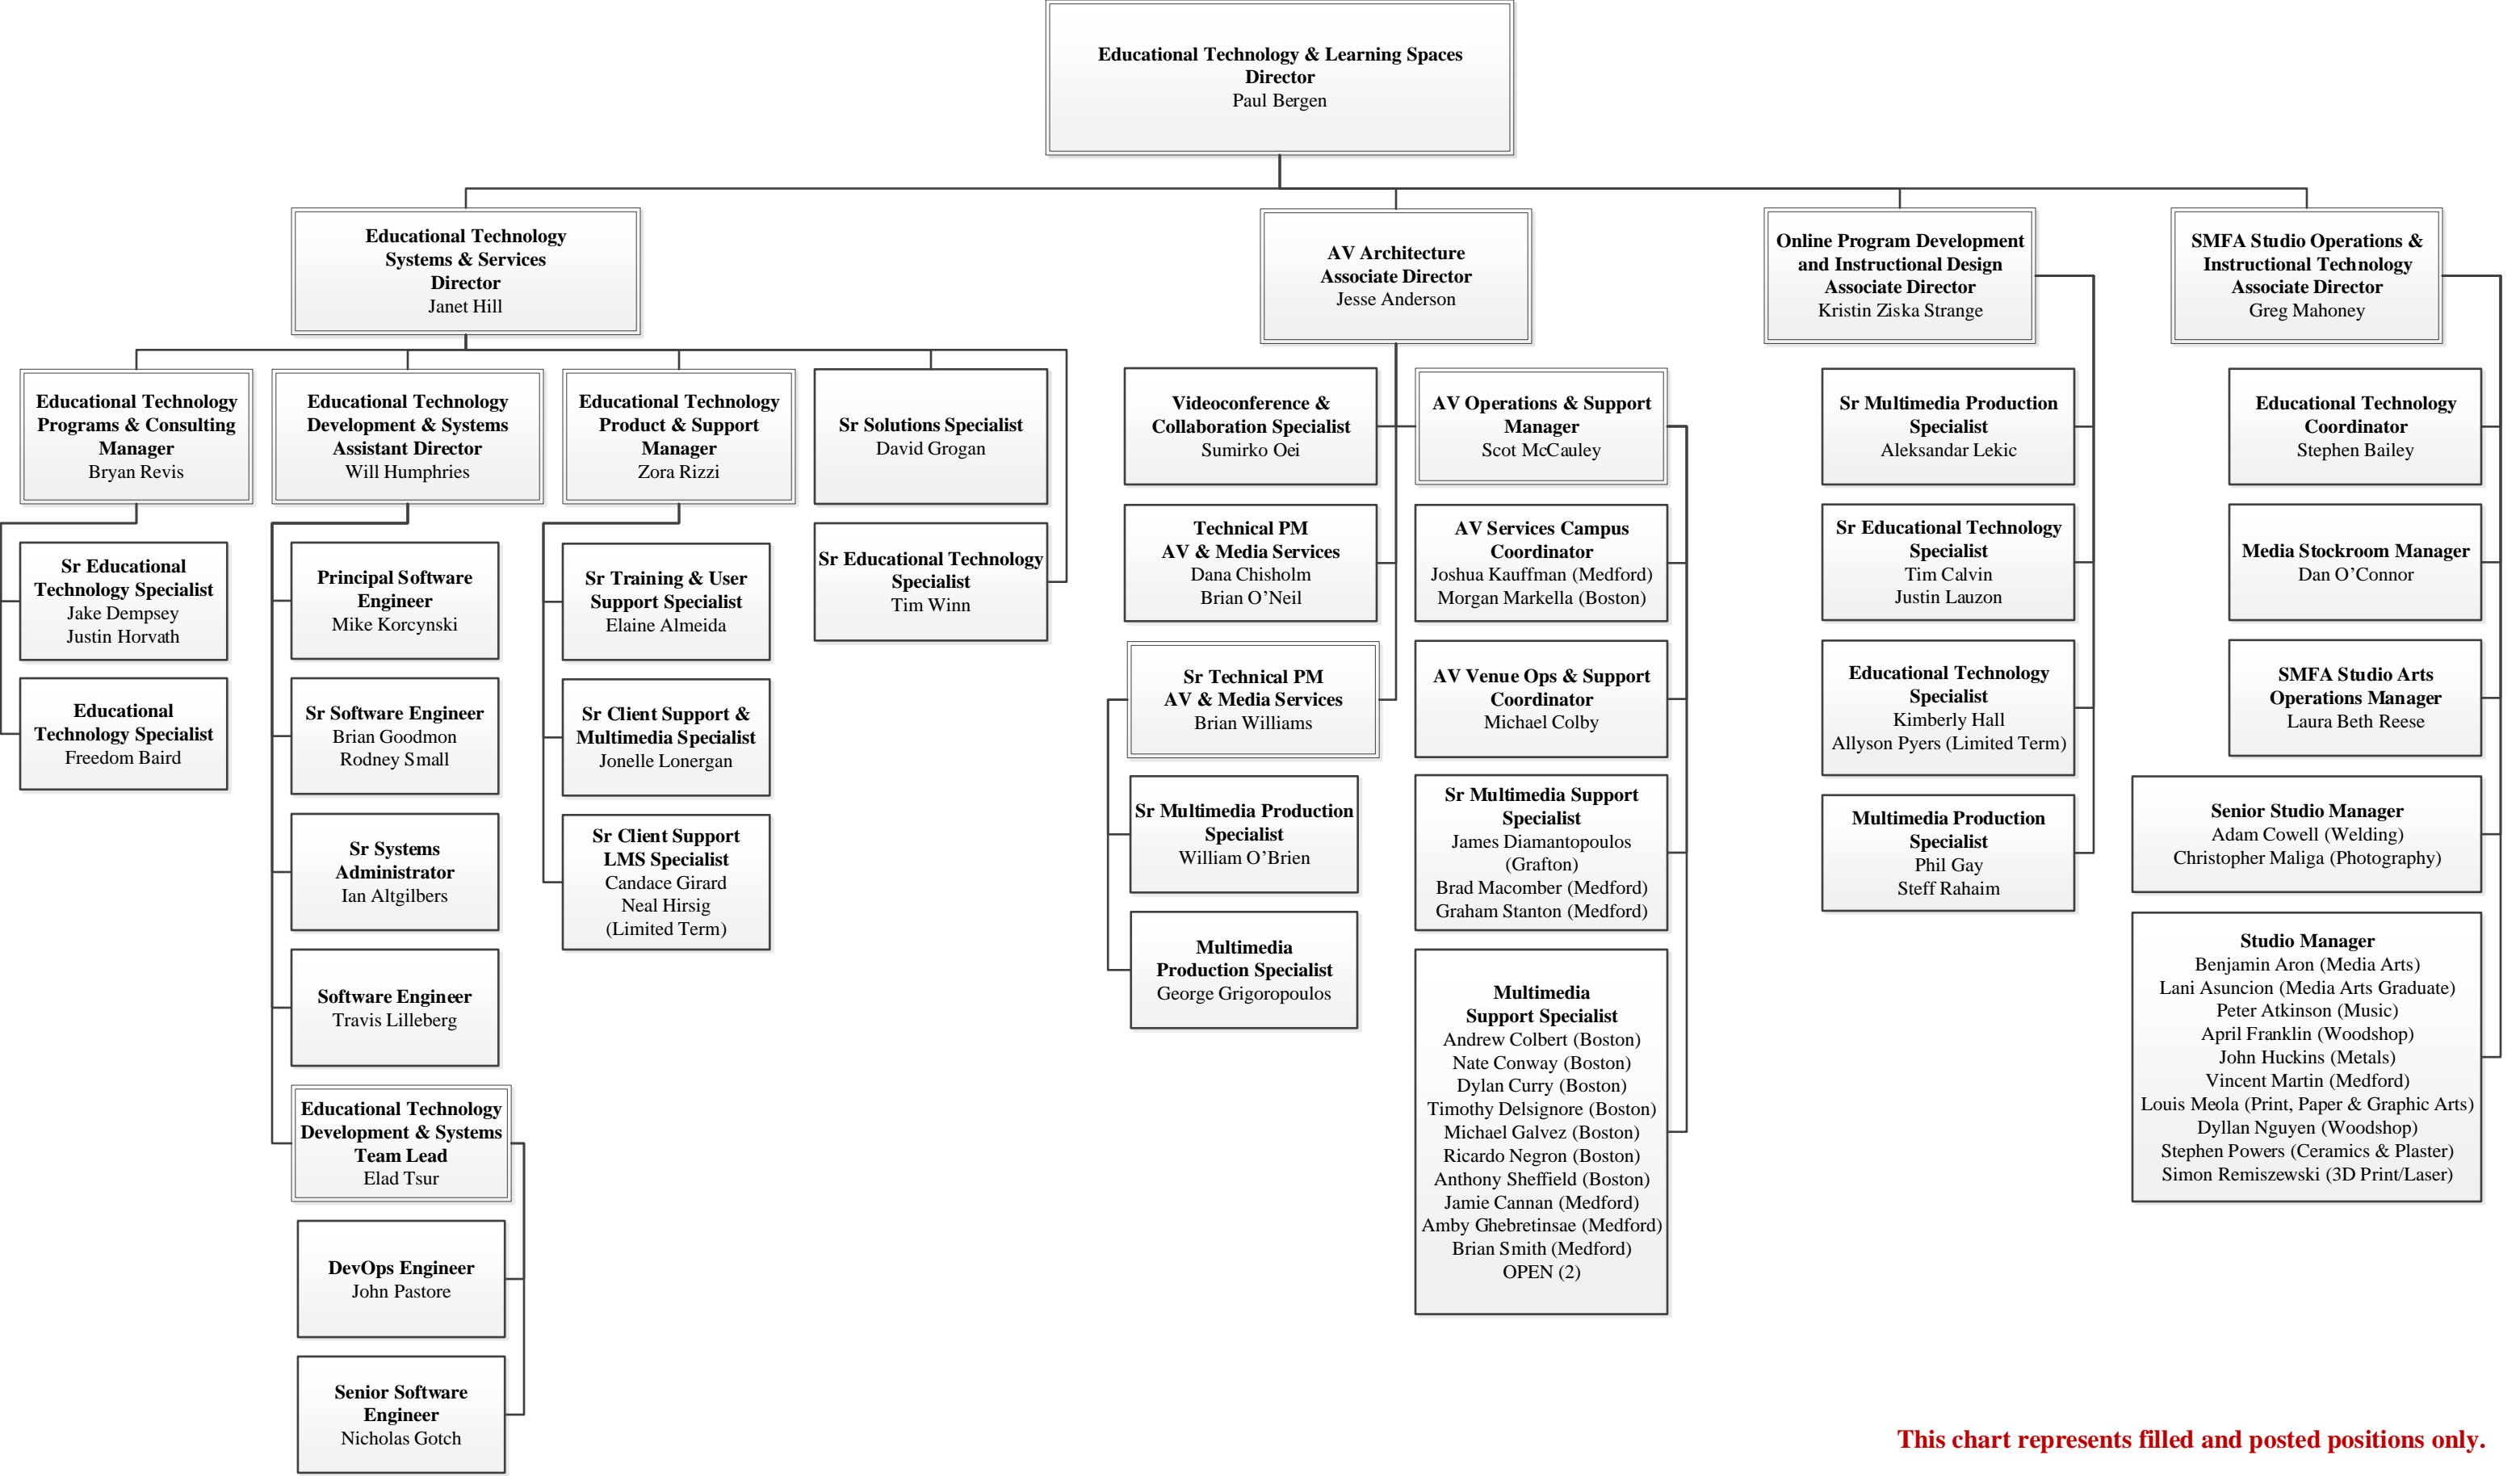 Educational Technology & Learning Spaces
Director
Paul Bergen
Educational Technology
Systems & Services
Director
Janet Hill
AV Architecture
Associate Director
Jesse Anderson
Online Program Development
and Instructional Design
Associate Director
Kristin Ziska Strange
SMFA Studio Operations &
Instructional Technology
Associate Director
Greg Mahoney
Educational Technology
Programs & Consulting
Manager
Bryan Revis
Sr Educational
Technology Specialist
Jake Dempsey
Justin Horvath
Educational
Technology Specialist
Freedom Baird
Educational Technology
Development & Systems
Assistant Director
Will Humphries
Principal Software
Engineer
Mike Korcynski
Sr Software Engineer
Brian Goodmon
Rodney Small
Sr Systems
Administrator
Ian Altgilbers
Software Engineer
Travis Lilleberg
Educational Technology
Development & Systems
Team Lead
Elad Tsur
DevOps Engineer
John Pastore
Senior Software
Engineer
Nicholas Gotch
Educational Technology
Product & Support
Manager
Zora Rizzi
Sr Training & User
Support Specialist
Elaine Almeida
Sr Client Support &
Multimedia Specialist
Jonelle Lonergan
Sr Client Support
LMS Specialist
Candace Girard
Neal Hirsig
(Limited Term)
Sr Solutions Specialist
David Grogan
Sr Educational Technology
Specialist
Tim Winn
Videoconference &
Collaboration Specialist
Sumirko Oei
Technical PM
AV & Media Services
Dana Chisholm
Brian O’Neil
Sr Technical PM
AV & Media Services
Brian Williams
Sr Multimedia Production
Specialist
William O’Brien
Multimedia
Production Specialist
George Grigoropoulos
AV Operations & Support
Manager
Scot McCauley
AV Services Campus
Coordinator
Joshua Kauffman (Medford)
Morgan Markella (Boston)
AV Venue Ops & Support
Coordinator
Michael Colby
Sr Multimedia Support
Specialist
James Diamantopoulos
(Grafton)
Brad Macomber (Medford)
Graham Stanton (Medford)
Multimedia
Support Specialist
Andrew Colbert (Boston)
Nate Conway (Boston)
Dylan Curry (Boston)
Timothy Delsignore (Boston)
Michael Galvez (Boston)
Ricardo Negron (Boston)
Anthony Sheffield (Boston)
Jamie Cannan (Medford)
Amby Ghebretinsae (Medford)
Brian Smith (Medford)
OPEN (2)
Sr Multimedia Production
Specialist
Aleksandar Lekic
Sr Educational Technology
Specialist
Tim Calvin
Justin Lauzon
Educational Technology
Specialist
Kimberly Hall
Allyson Pyers (Limited Term)
Multimedia Production
Specialist
Phil Gay
Steff Rahaim
Educational Technology
Coordinator
Stephen Bailey
Media Stockroom Manager
Dan O’Connor
SMFA Studio Arts
Operations Manager
Laura Beth Reese
Senior Studio Manager
Adam Cowell (Welding)
Christopher Maliga (Photography)
Studio Manager
Benjamin Aron (Media Arts)
Lani Asuncion (Media Arts Graduate)
Peter Atkinson (Music)
April Franklin (Woodshop)
John Huckins (Metals)
Vincent Martin (Medford)
Louis Meola (Print, Paper & Graphic Arts)
Dyllan Nguyen (Woodshop)
Stephen Powers (Ceramics & Plaster)
Simon Remiszewski (3D Print/Laser)
This chart represents filled and posted positions only.